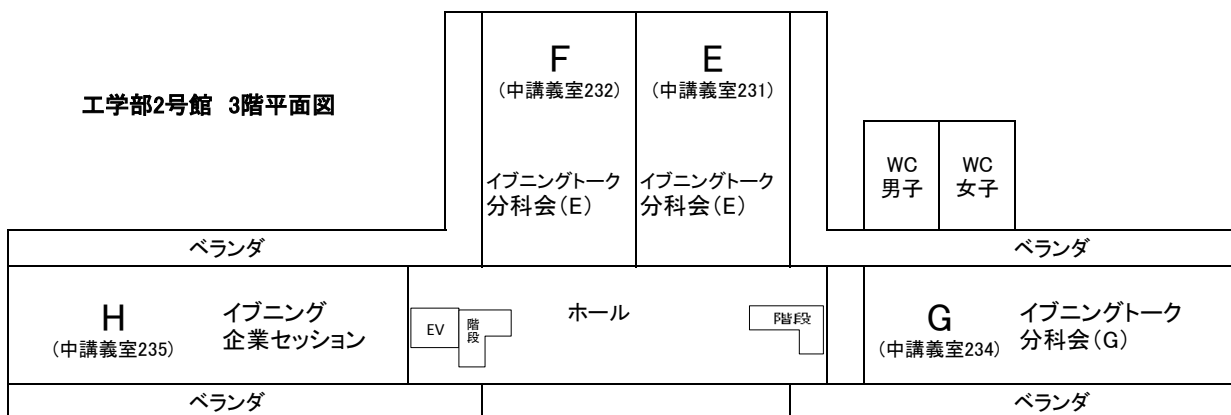 工学部2号館 3階平面図
F
(中講義室232)
イブニングトーク
分科会(E)
E
(中講義室231)
イブニングトーク
分科会(E)
WC
男子
WC
女子
ベランダ
ベランダ
H
(中講義室235)
イブニング
企業セッション
EV
階段
ホール
階段
G
(中講義室234)
イブニングトーク
分科会(G)
ベランダ
ベランダ